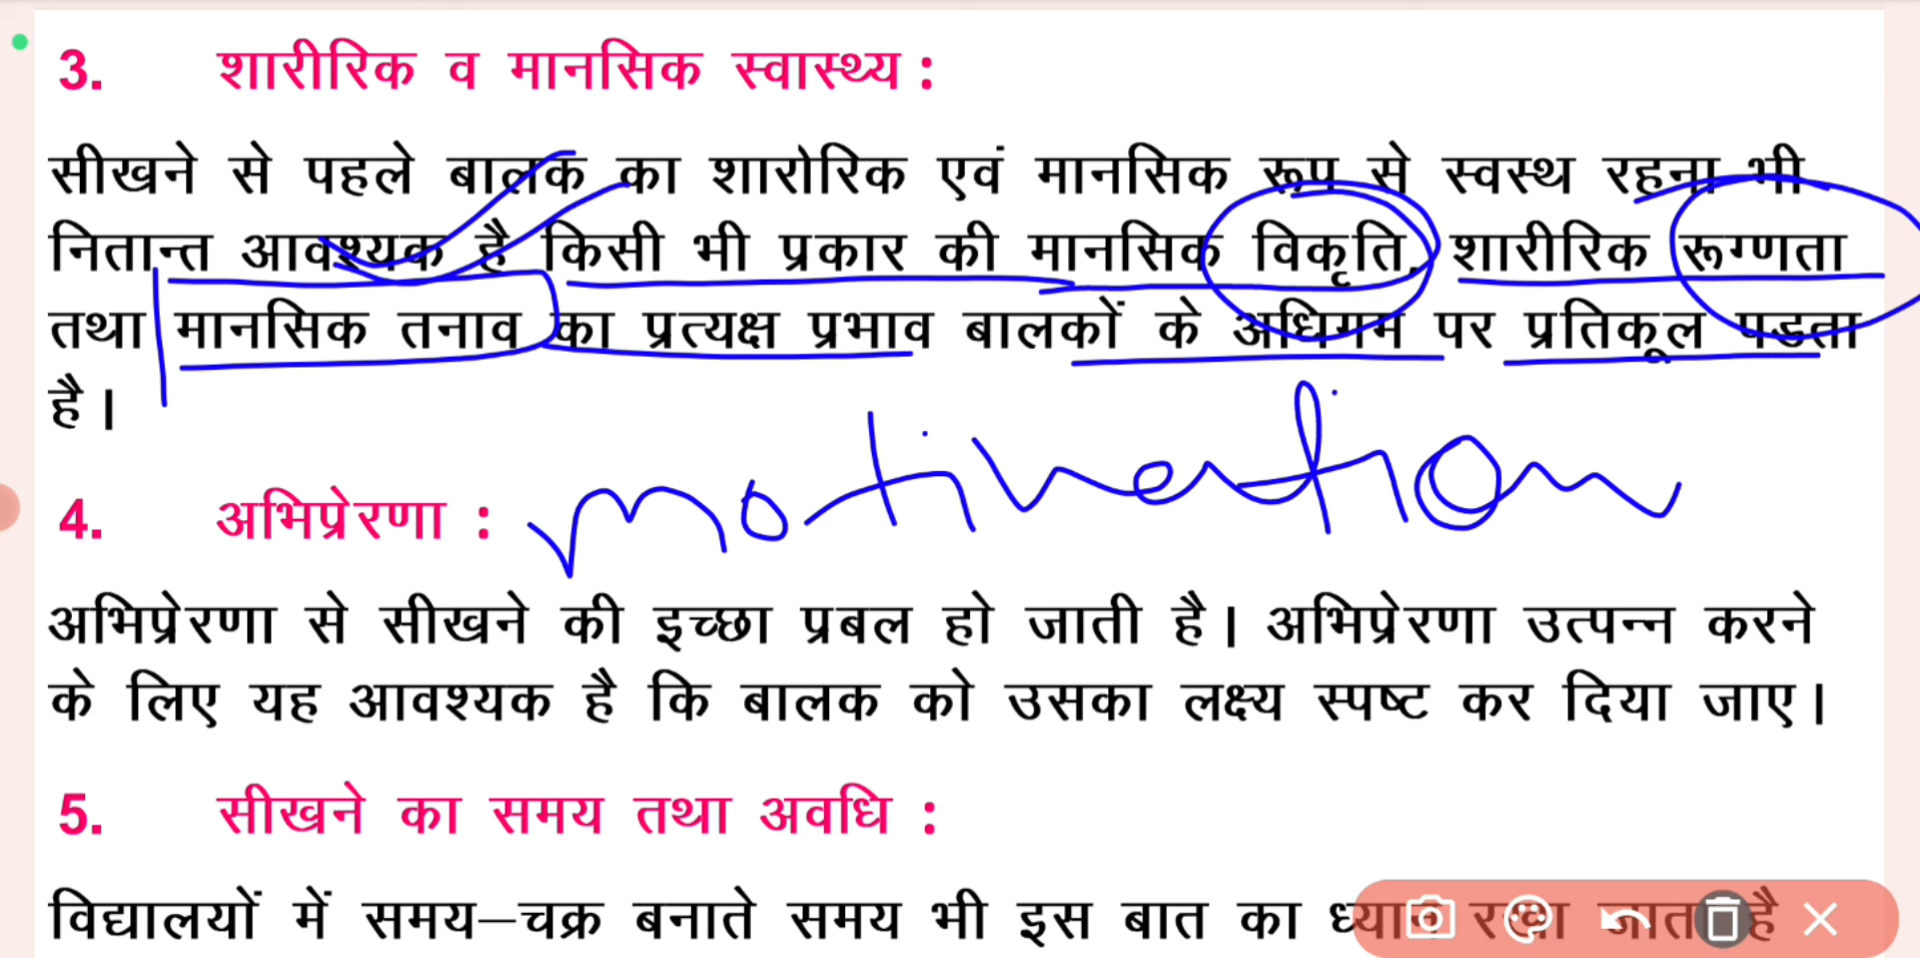 3. शारीरिक व मानसिक स्वास्थ्य :
सीखने से पहले बालक का शारीरिक एवं मानसिक रूप से स्वस्थ रहना भी
नितान्त आवश्यक है किसी भी प्रकार की मानसिक विकृति, शारीरिक रूग्णता
तथा मानसिक तनाव का प्रत्यक्ष प्रभाव बालकों के अधिगम पर प्रतिकूल पडता
है।
4. अभिप्रेरणा : motivation
अभिप्रेरणा से सीखने की इच्छा प्रबल हो जाती है। अभिप्रेरणा उत्पन्न करने
के लिए यह आवश्यक है कि बालक को उसका लक्ष्य स्पष्ट कर दिया जाए।
5. सीखने का समय तथा अवधि :
विद्यालयों में समय–चक्र बनाते समय भी इस बात का ध्यान रखा जाता है